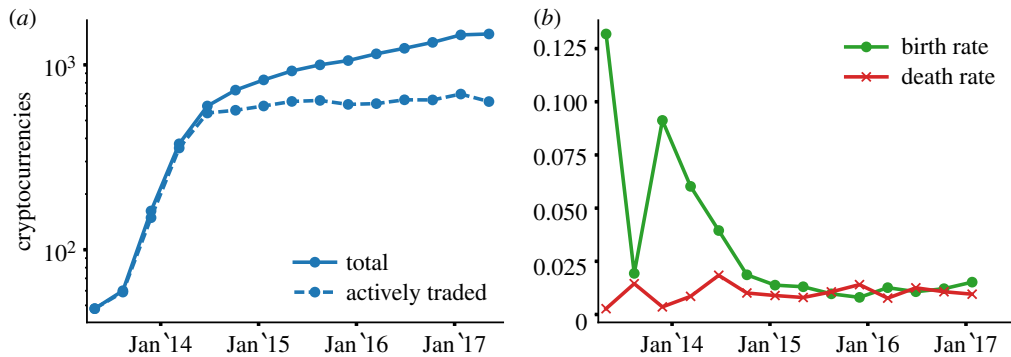 (a)
cryptocurrencies
10³
10²
total
actively traded
Jan`14 Jan`15 Jan`16 Jan`17
(b)
0.125
0.100
0.075
0.050
0.025
0
birth rate
death rate
Jan`14 Jan`15 Jan`16 Jan`17